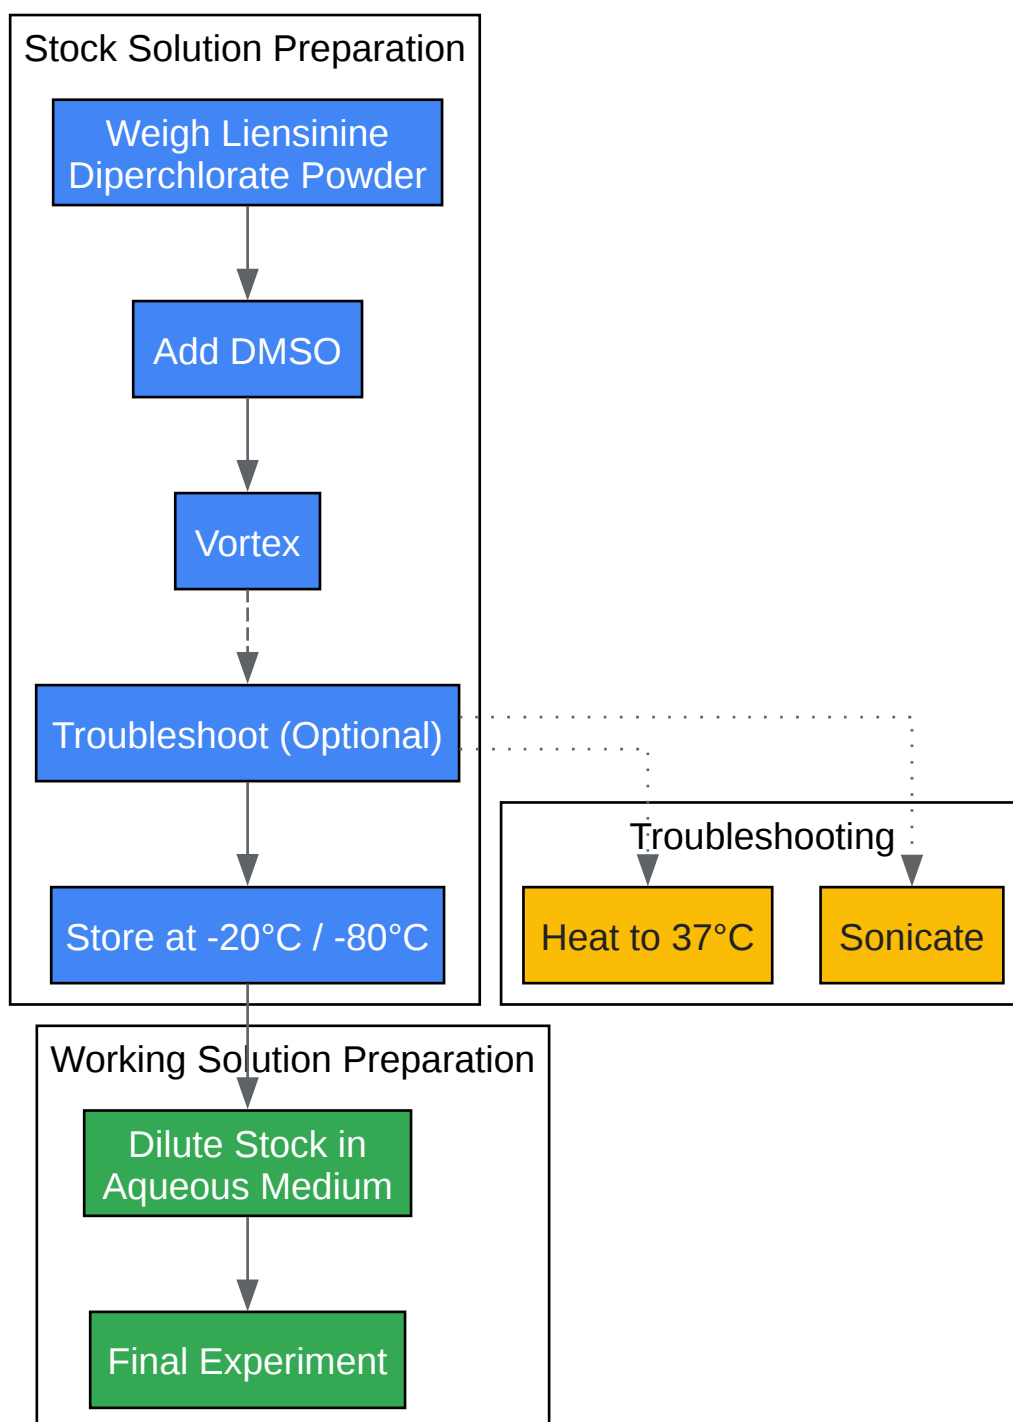 Stock Solution Preparation
Weigh Liensinine
Diperchlorate Powder
Add DMSO
Vortex
Troubleshoot (Optional)
Troubleshooting
Store at -20°C / -80°C
Heat to 37°C
Sonicate
Working Solution Preparation
Dilute Stock in
Aqueous Medium
Final Experiment